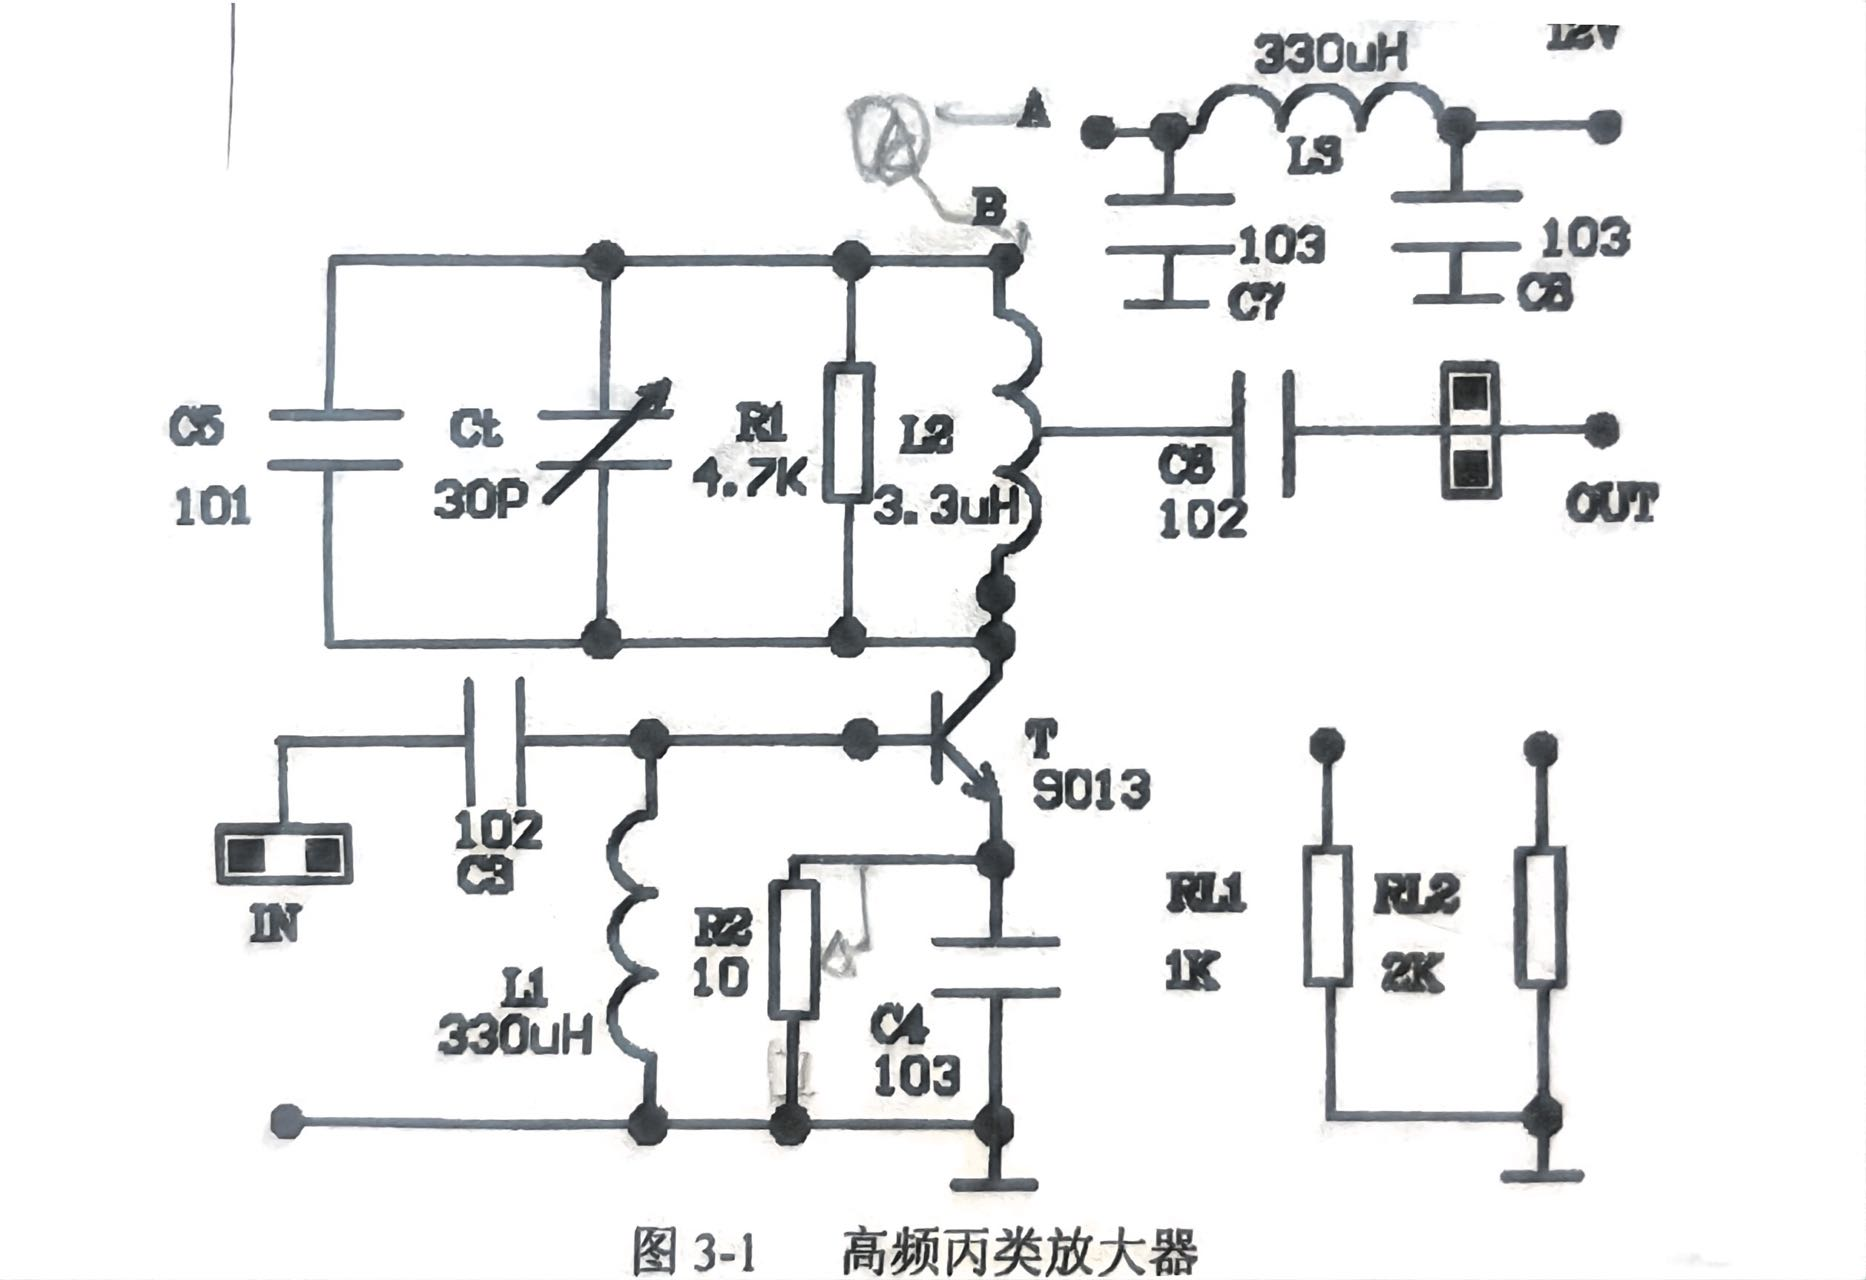 330uH
12V
A
A
B
L3
103
C7
103
C5
101
Ct
30P
R1
4.7K
L2
3.3uH
102
OUT
T
9013
102
C3
IN
R2
10
L1
330uH
C4
103
RL1
1K
RL2
2K
图 3-1 高频丙类放大器